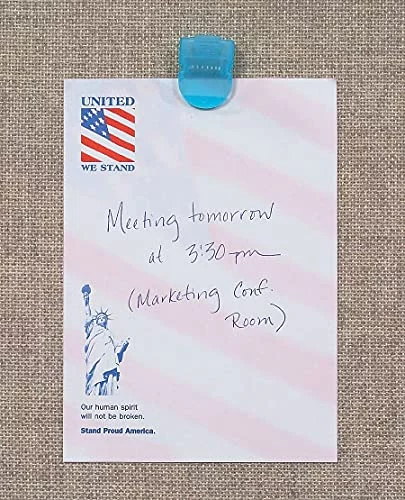 UNITED
WE STAND
Meeting tomorrow
at 3:30 pm
(Marketing Conf.
Room)
Our human spirit
will not be broken.
Stand Proud America.